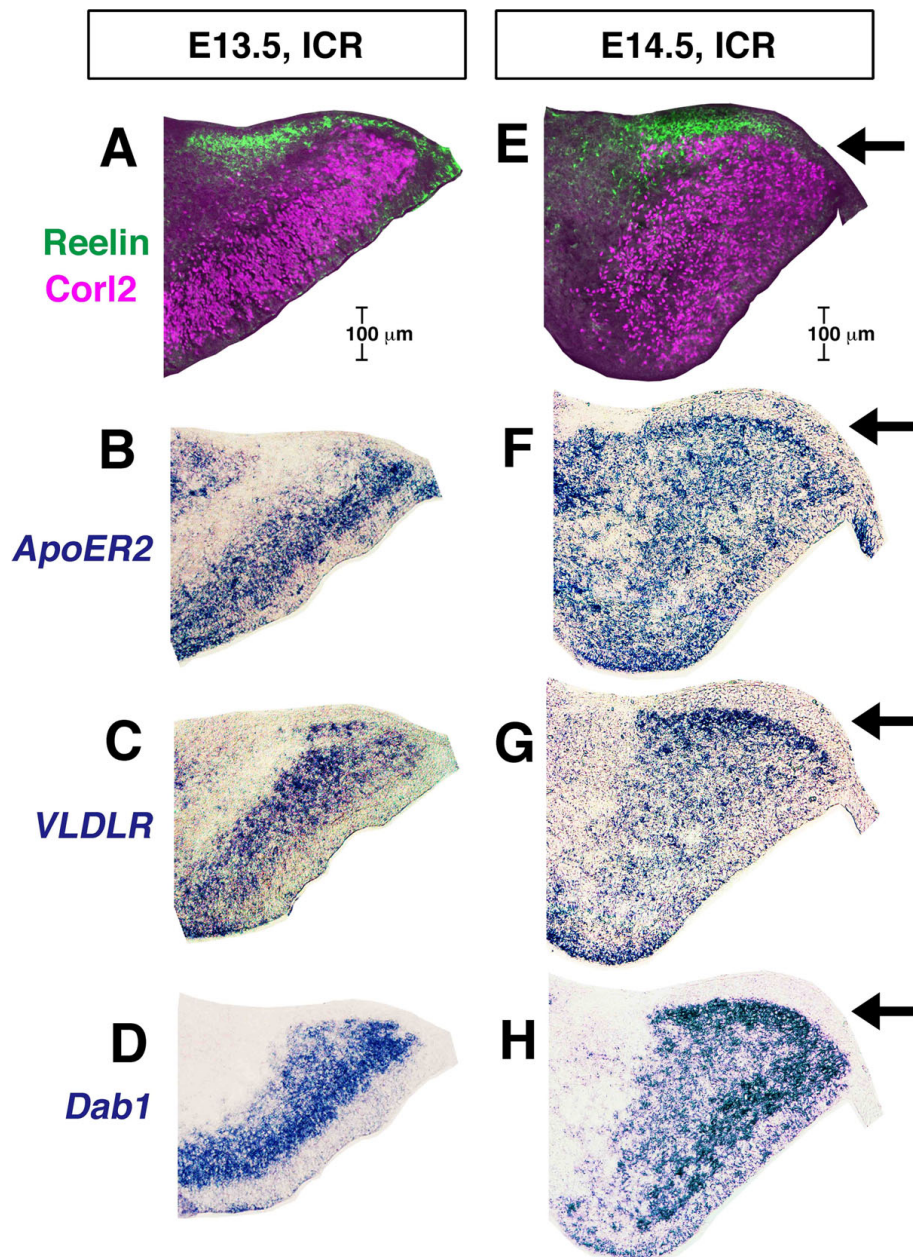 E13.5, ICR
E14.5, ICR
A
E
Reelin
Corl2
100 μm
100 μm
B
F
ApoER2
C
G
VLDLR
D
H
Dab1